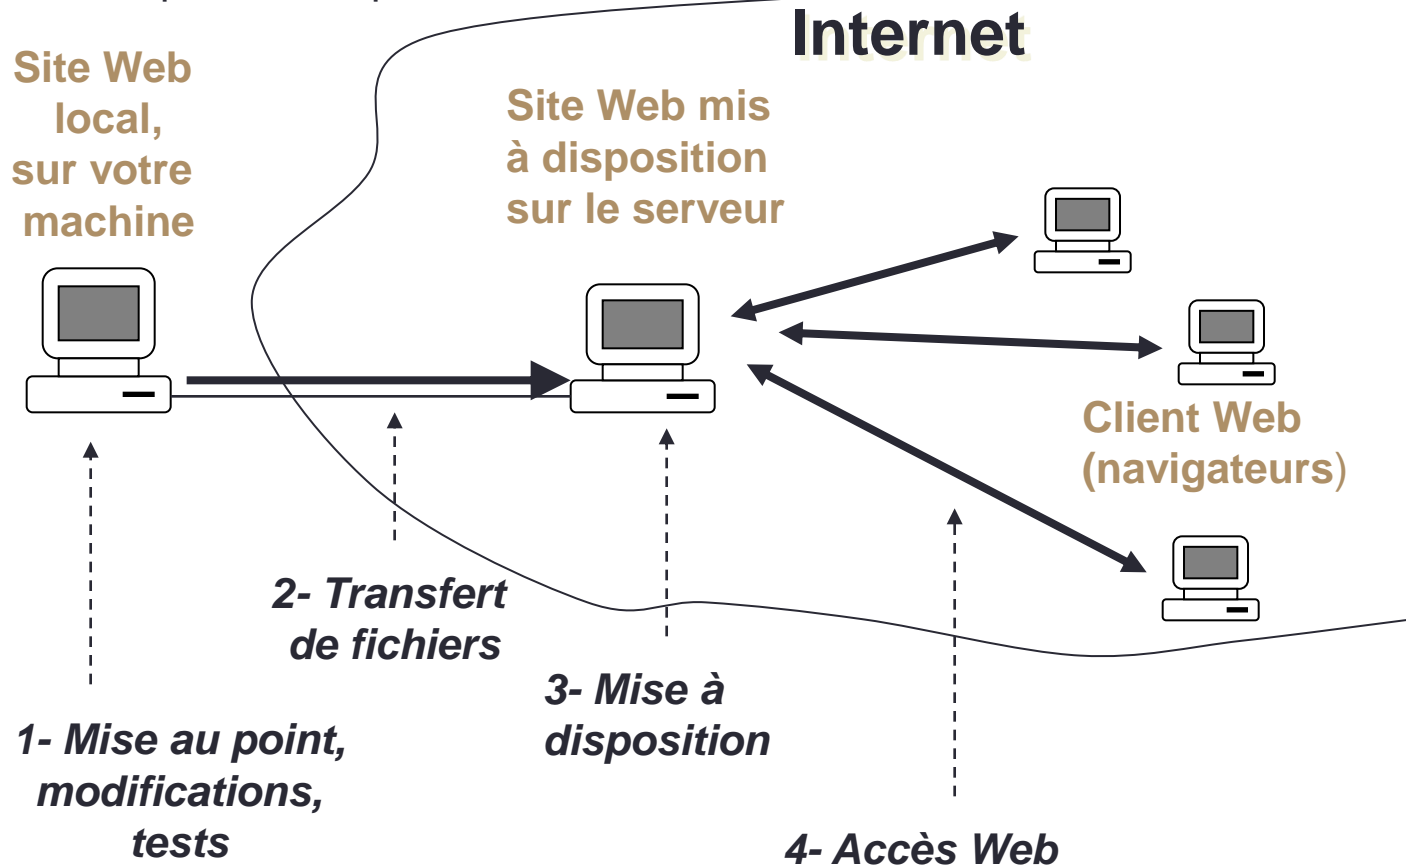 Internet
Site Web
local,
sur votre
machine
Site Web mis
à disposition
sur le serveur
Client Web
(navigateurs)
2- Transfert
de fichiers
3- Mise à
disposition
1- Mise au point,
modifications,
tests
4- Accès Web